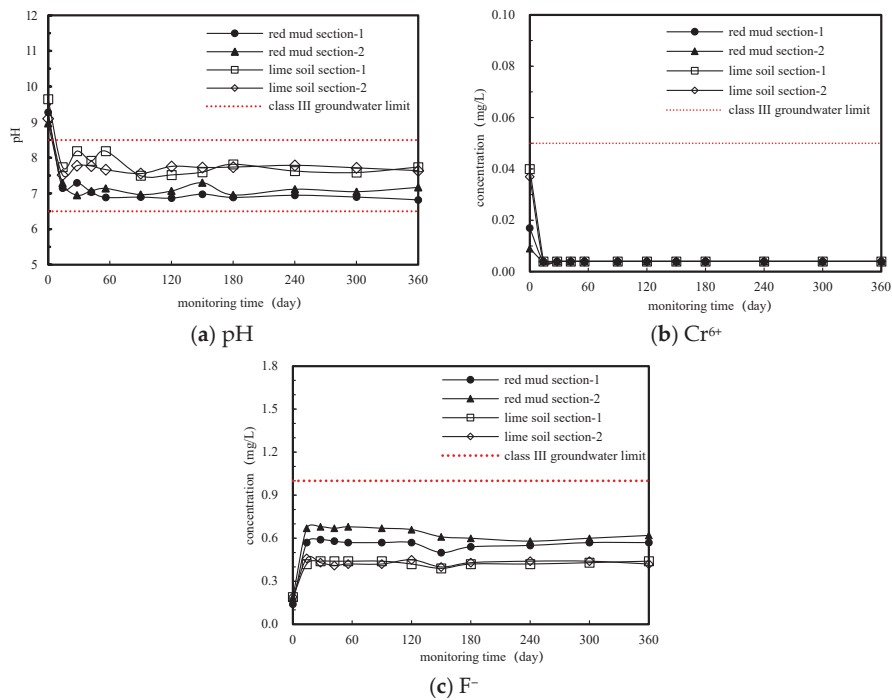 12
11
10
9
8
7
6
5
pH
0 60 120 180 240 300 360
monitoring time (day)
red mud section-1
red mud section-2
lime soil section-1
lime soil section-2
class III groundwater limit
(a) pH
0.10
0.08
0.06
0.04
0.02
0.00
concentration (mg/L)
0 60 120 180 240 300 360
monitoring time (day)
red mud section-1
red mud section-2
lime soil section-1
lime soil section-2
class III groundwater limit
(b) Cr⁶⁺
1.8
1.5
1.2
0.9
0.6
0.3
0.0
concentration (mg/L)
0 60 120 180 240 300 360
monitoring time (day)
red mud section-1
red mud section-2
lime soil section-1
lime soil section-2
class III groundwater limit
(c) F⁻